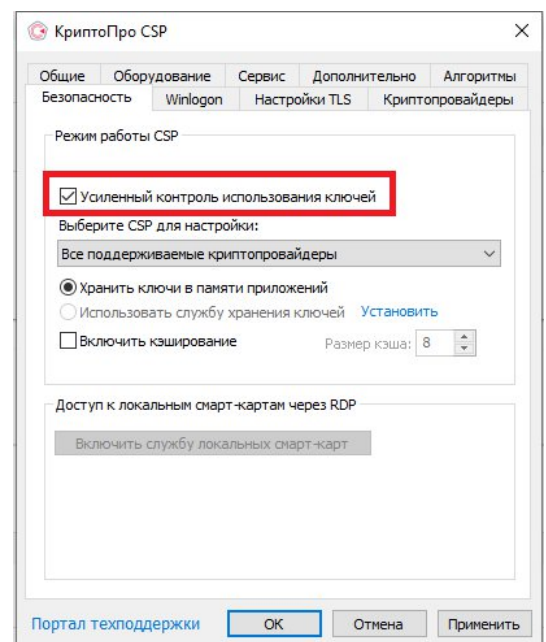 КриптоПро CSP
Общие Оборудование Сервис Дополнительно Алгоритмы
Безопасность Winlogon Настройки TLS Криптопровайдеры
Режим работы CSP
Усиленный контроль использования ключей
Выберите CSP для настройки:
Все поддерживаемые криптопровайдеры
Хранить ключи в памяти приложений
Использовать службу хранения ключей Установить
Включить кэширование Размер кэша: 8
Доступ к локальным смарт-картам через RDP
Включить службу локальных смарт-карт
Портал техподдержки ОК Отмена Применить